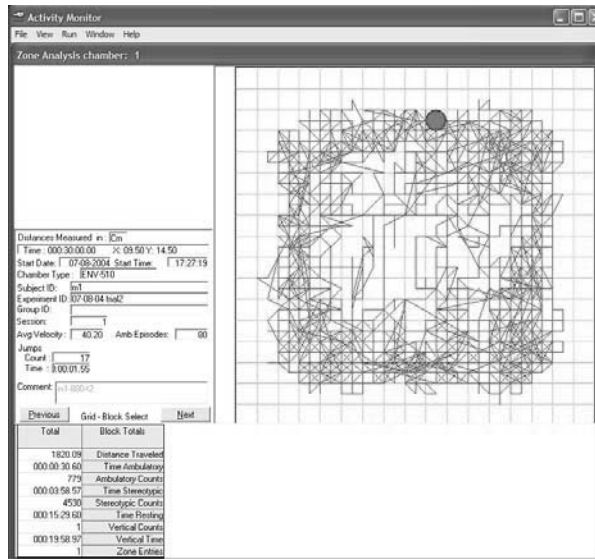 Activity Monitor
File View Run Window Help
Zone Analysis chamber: 1
Distances Measured in : Cm
Time : 000:30:00.00 X: 09.50 Y: 14.50
Start Date: 07-08-2004 Start Time: 17:27:19
Chamber Type : ENV-510
Subject ID: m1
Experiment ID: 07-08-04 trial2
Group ID:
Session: 1
Avg Velocity : 40.20 Amb Episodes: 80
Jumps
Count : 17
Time : 0:00:01.55
Comment:
Previous Grid - Block Select Next
Total Block Totals
1820.09 Distance Traveled
000:00:30.60 Time Ambulatory
779 Ambulatory Counts
000:03:58.57 Time Stereotypic
4530 Stereotypic Counts
000:15:29.60 Time Resting
1 Vertical Counts
000:19:58.97 Vertical Time
1 Zone Entries